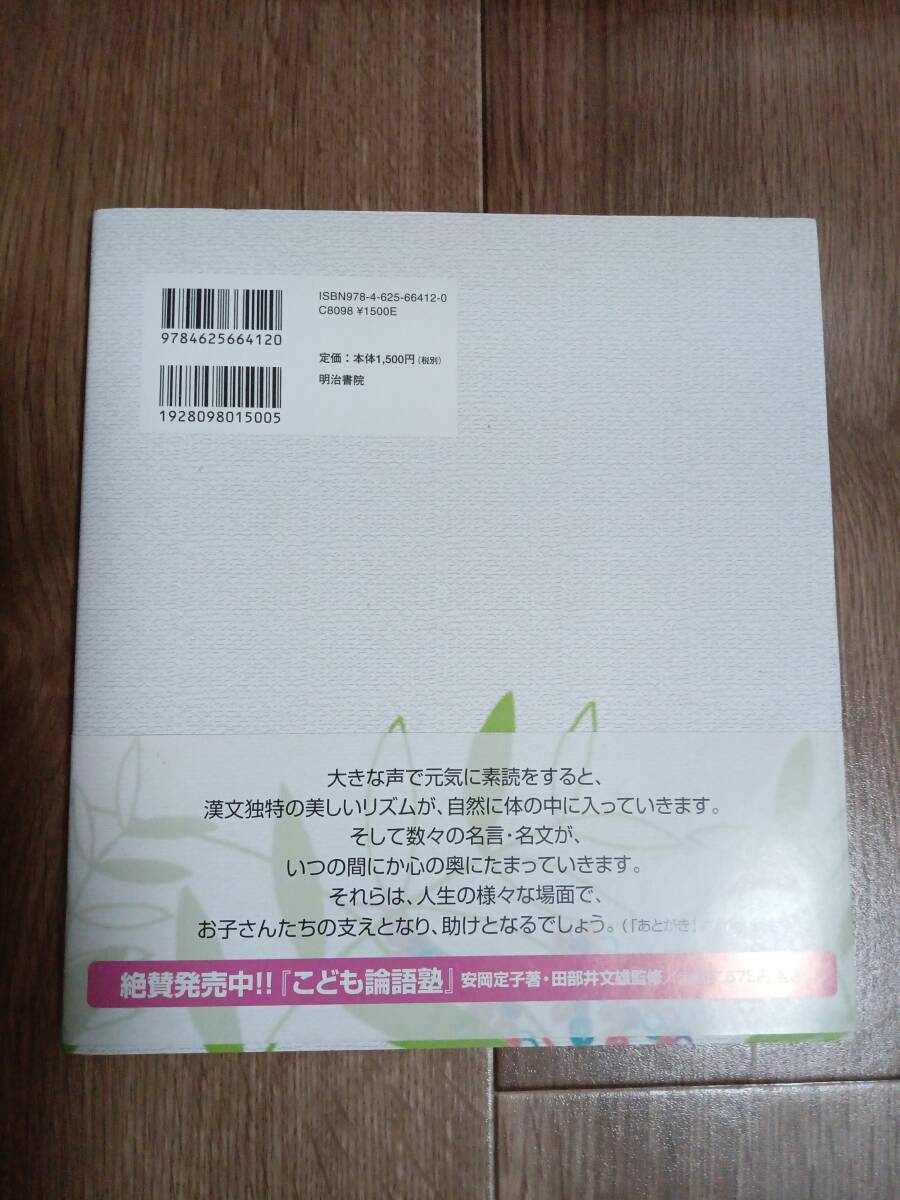 ISBN978-4-625-66412-0
C8098 ¥1500E
9784625664120
定価：本体1,500円（税別）
明治書院
1928098015005
大きな声で元気に素読をすると、
漢文独特の美しいリズムが、自然に体の中に入っていきます。
そして数々の名言・名文が、
いつの間にか心の奥にたまっていきます。
それらは、人生の様々な場面で、
お子さんたちの支えとなり、助けとなるでしょう。（「あとがき」
絶賛発売中!!『こども論語塾』 安岡定子著・田部井文雄監修／